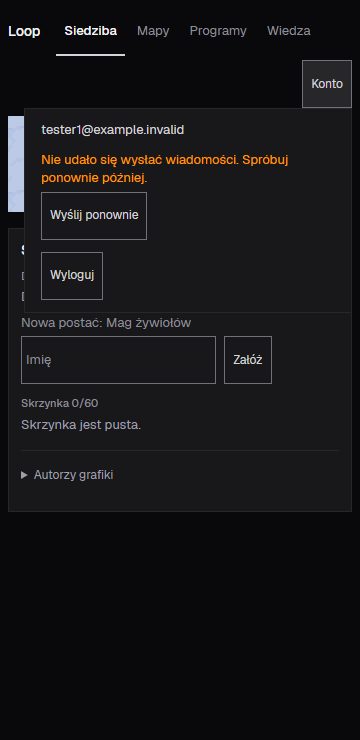 Loop Siedziba Mapy Programy Wiedza
Konto
tester1@example.invalid
Nie udało się wysłać wiadomości. Spróbuj
ponownie później.
Wyślij ponownie
Wyloguj
Nowa postać: Mag żywiołów
Imię Załóż
Skrzynka 0/60
Skrzynka jest pusta.
Autorzy grafiki